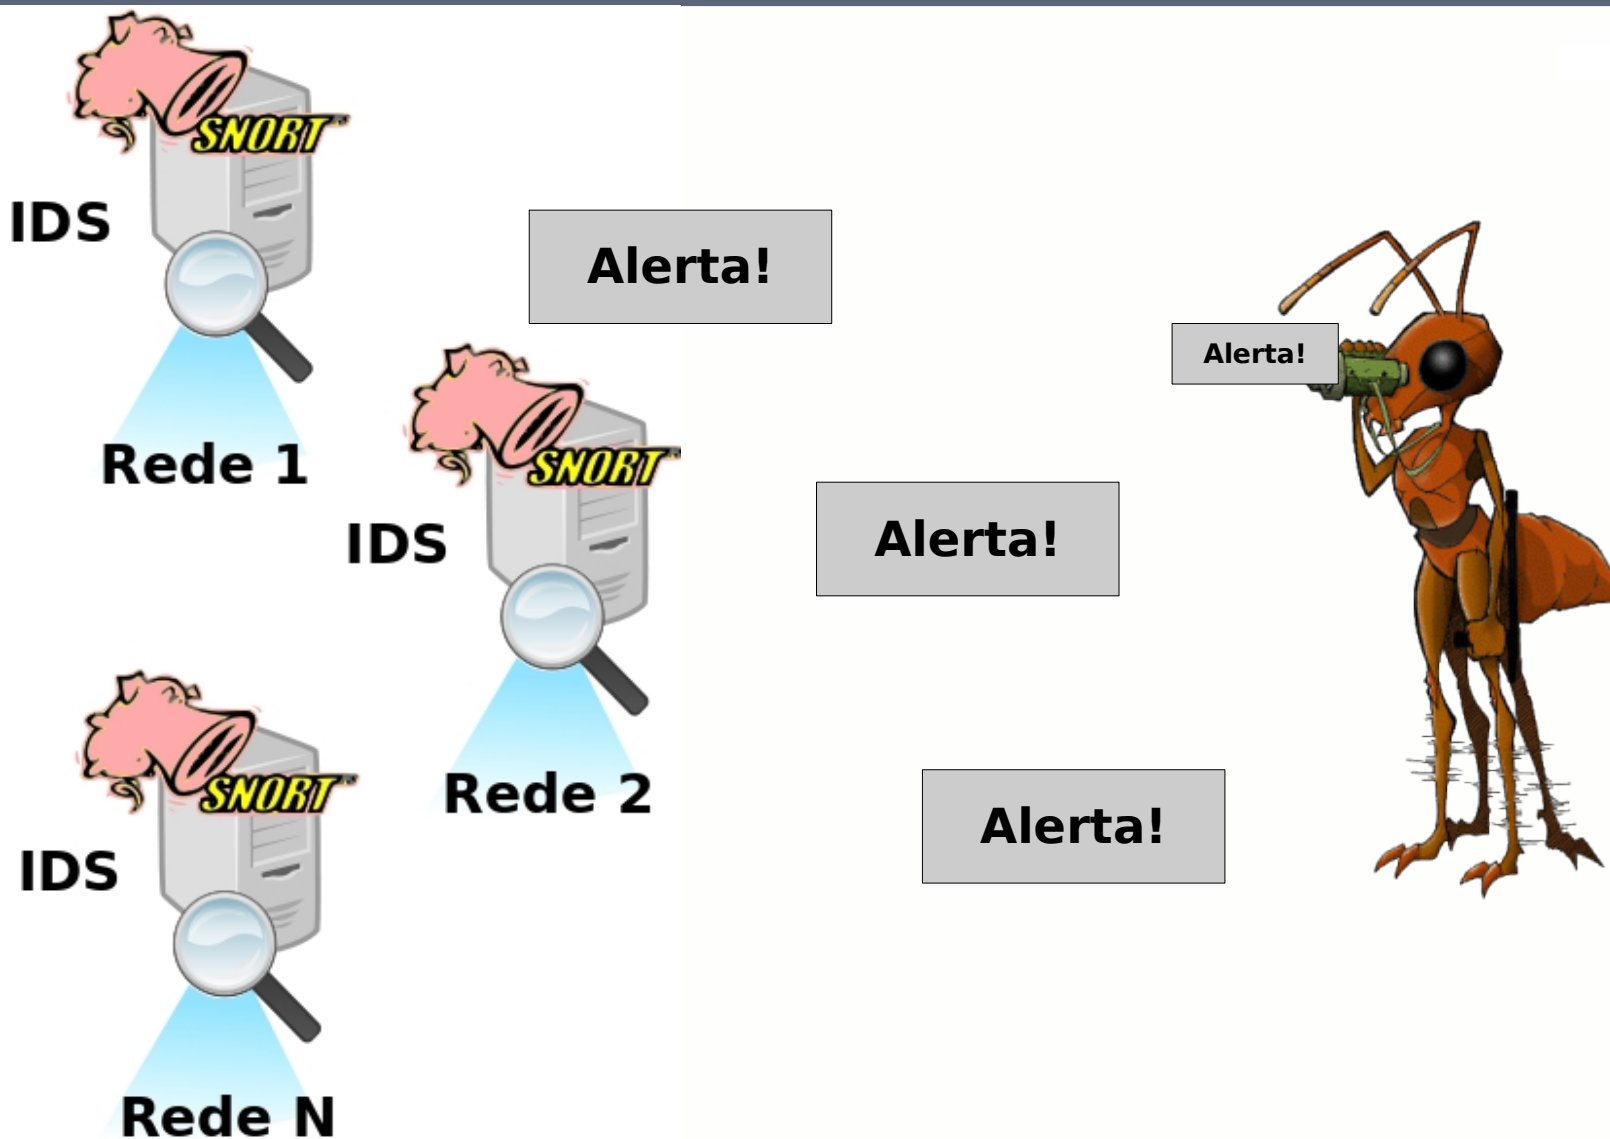 SNORT
IDS
Rede 1
Alerta!
Alerta!
SNORT
IDS
Rede 2
Alerta!
SNORT
IDS
Rede N
Alerta!